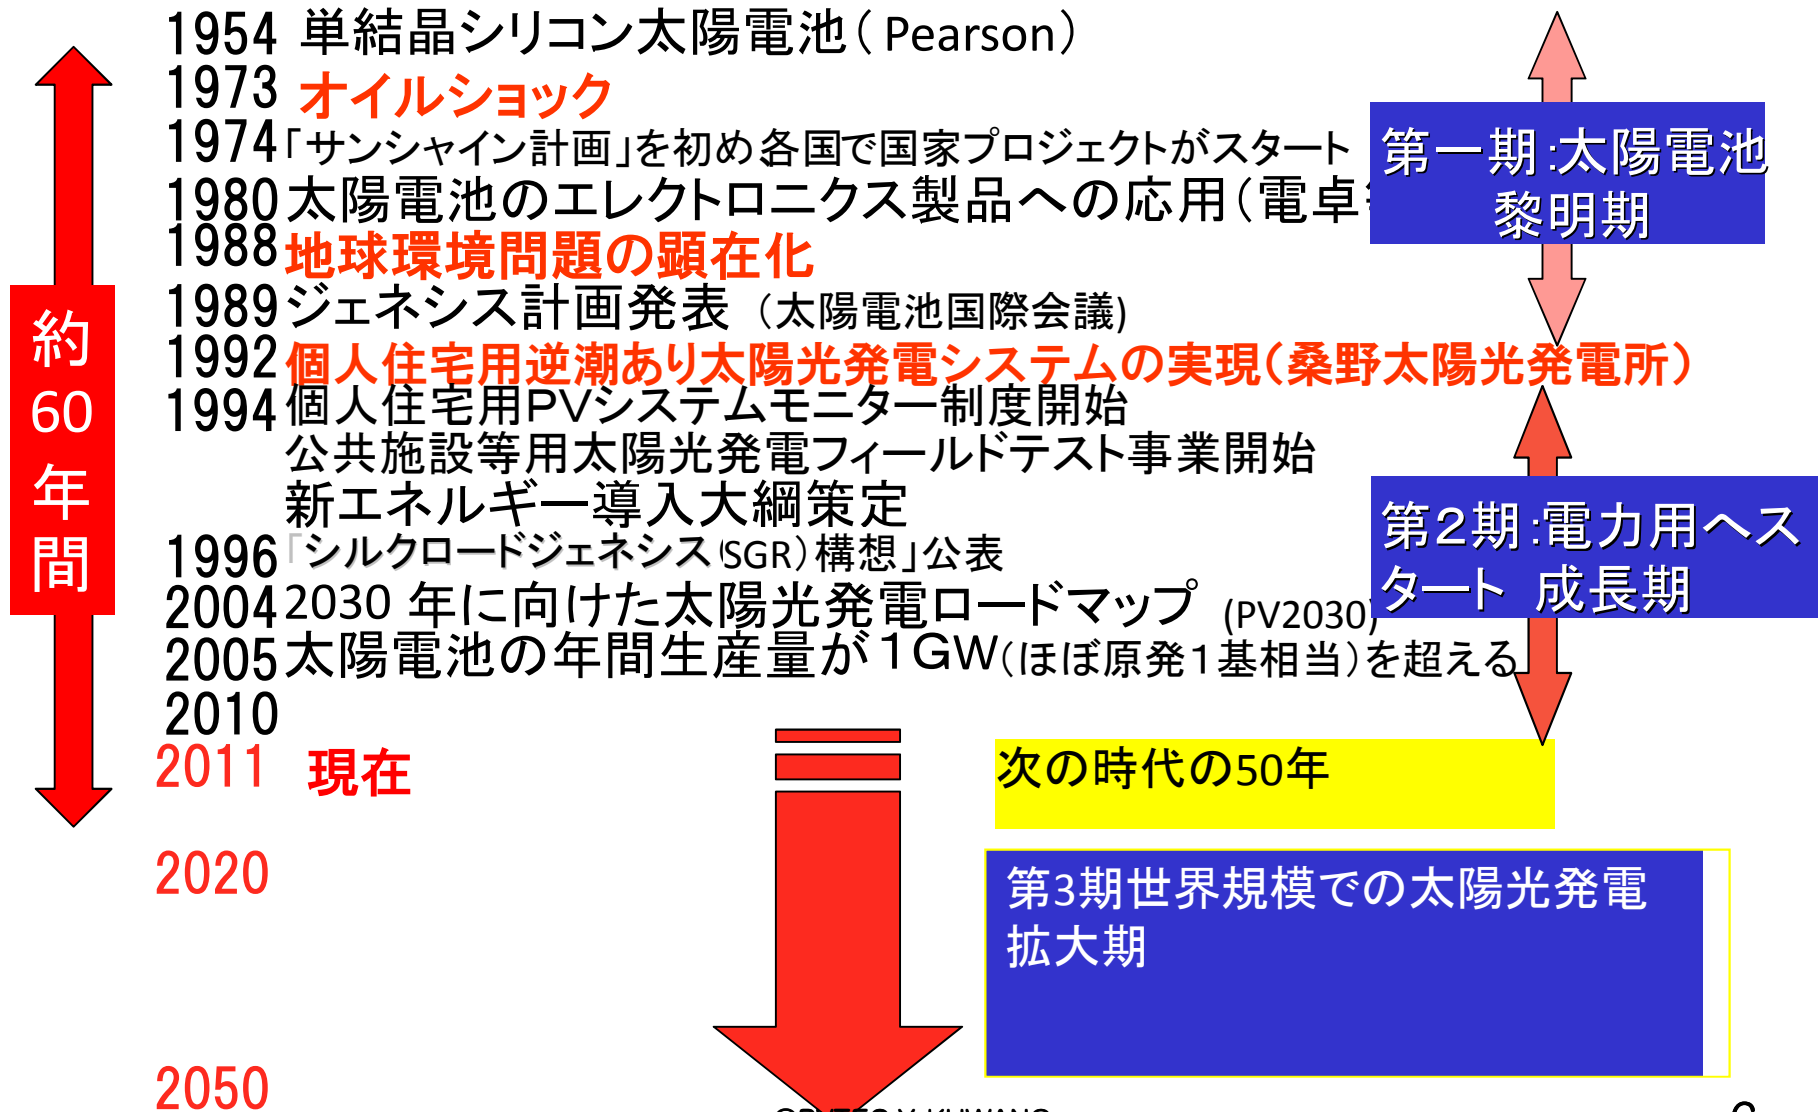 1954 単結晶シリコン太陽電池（Pearson）
1973 オイルショック
1974 「サンシャイン計画」を初め各国で国家プロジェクトがスタート
1980 太陽電池のエレクトロニクス製品への応用（電卓
1988 地球環境問題の顕在化
1989 ジェネシス計画発表 （太陽電池国際会議)
1992 個人住宅用逆潮あり太陽光発電システムの実現（桑野太陽光発電所）
1994 個人住宅用PVシステムモニター制度開始
公共施設等用太陽光発電フィールドテスト事業開始
新エネルギー導入大綱策定
1996 「シルクロードジェネシス（SGR）構想」公表
2004 2030 年に向けた太陽光発電ロードマップ (PV2030)
2005 太陽電池の年間生産量が1GW（ほぼ原発1基相当）を超える
2010
2011 現在
2020
2050
約
60
年
間
第一期:太陽電池
黎明期
第2期:電力用へス
タート 成長期
次の時代の50年
第3期世界規模での太陽光発電
拡大期